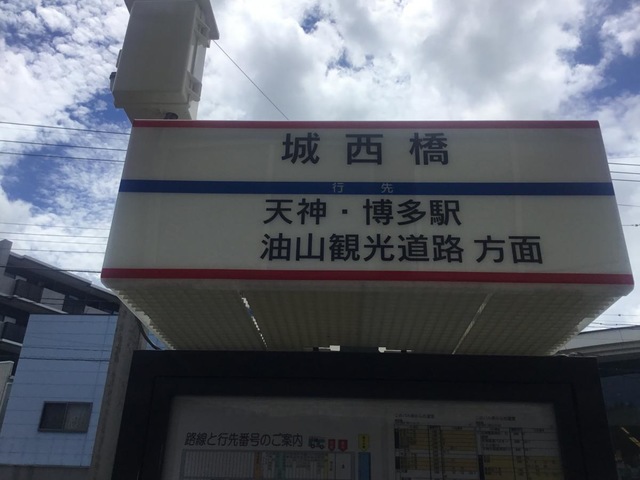 城西橋
行先
天神・博多駅
油山観光道路 方面
路線と行先番号のご案内